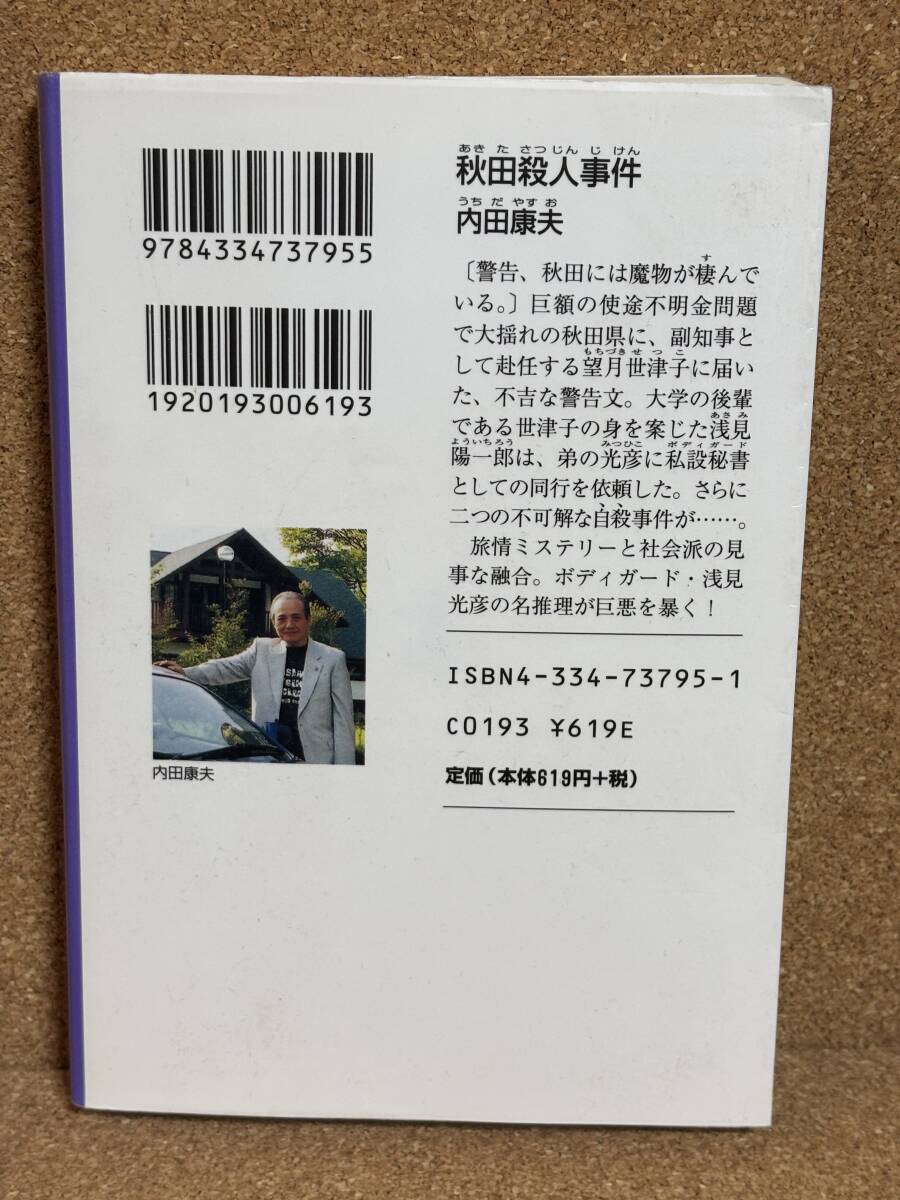 9784334737955
1920193006193
内田康夫
あきたさつじんじけん
秋田殺人事件
うちだやすお
内田康夫
〔警告、秋田には魔物が棲んで
いる。〕巨額の使途不明金問題
で大揺れの秋田県に、副知事と
して赴任する望月世津子に届い
た、不吉な警告文。大学の後輩
である世津子の身を案じた浅見
陽一郎は、弟の光彦に私設秘書
としての同行を依頼した。さらに
二つの不可解な自殺事件が……。
旅情ミステリーと社会派の見
事な融合。ボディガード・浅見
光彦の名推理が巨悪を暴く！
ISBN4-334-73795-1
C0193 ¥619E
定価(本体619円+税)